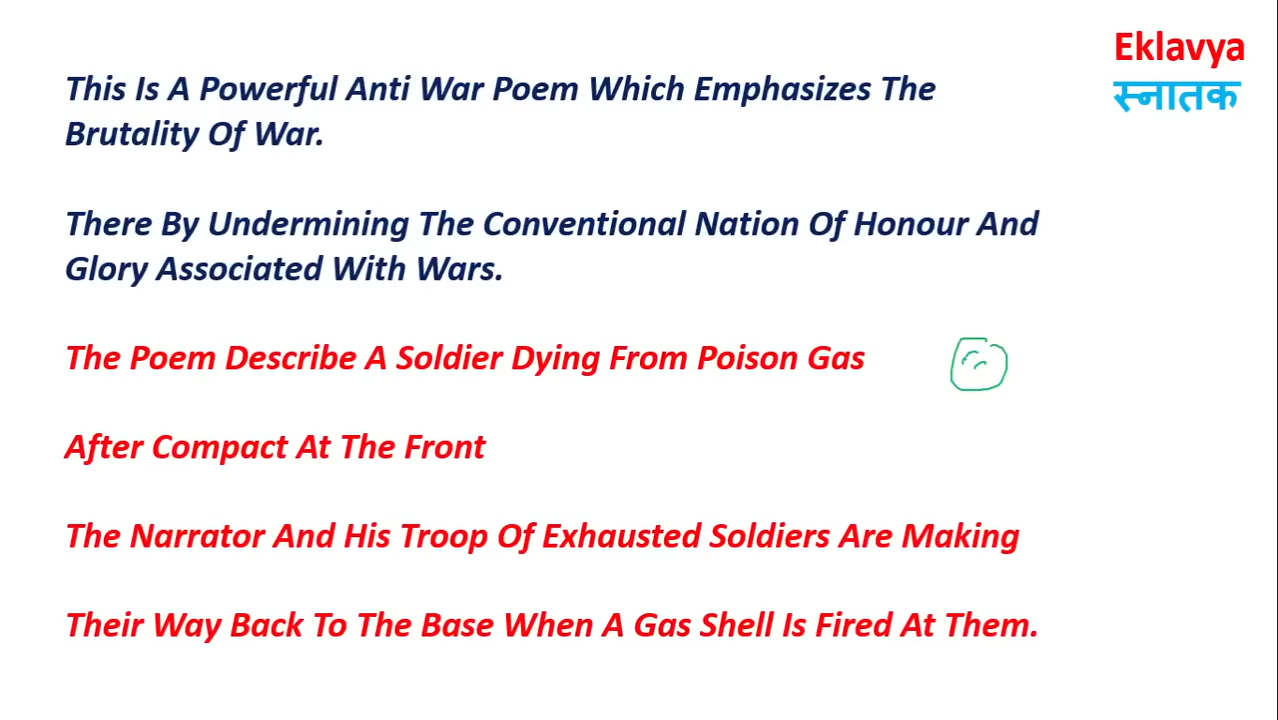 Eklavya
स्नातक
This Is A Powerful Anti War Poem Which Emphasizes The
Brutality Of War.
There By Undermining The Conventional Nation Of Honour And
Glory Associated With Wars.
The Poem Describe A Soldier Dying From Poison Gas
After Compact At The Front
The Narrator And His Troop Of Exhausted Soldiers Are Making
Their Way Back To The Base When A Gas Shell Is Fired At Them.